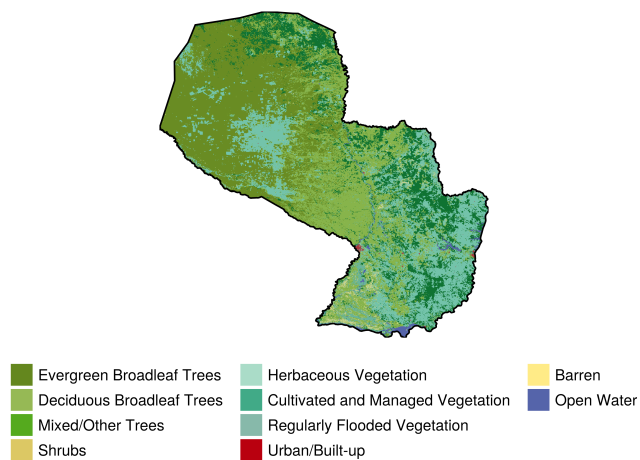 Evergreen Broadleaf Trees
Deciduous Broadleaf Trees
Mixed/Other Trees
Shrubs
Herbaceous Vegetation
Cultivated and Managed Vegetation
Regularly Flooded Vegetation
Urban/Built-up
Barren
Open Water